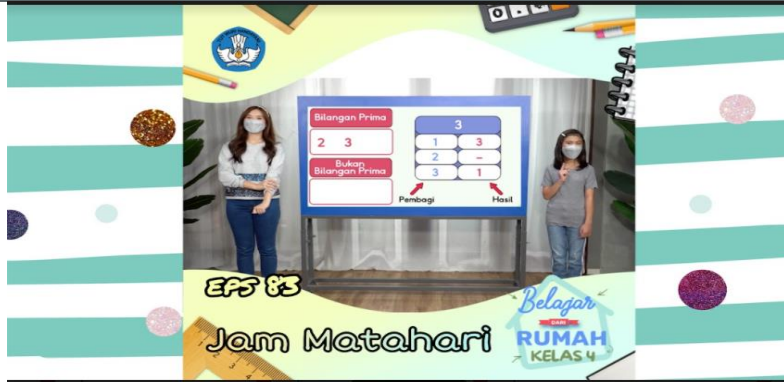 0.
Bilangan Prima
2 3
Bukan
Bilangan Prima
3
1 3
2 -
3 1
Pembagi
Hasil
EPS 83
Jam Matahari
Belajar
DARI
RUMAH
KELAS 4